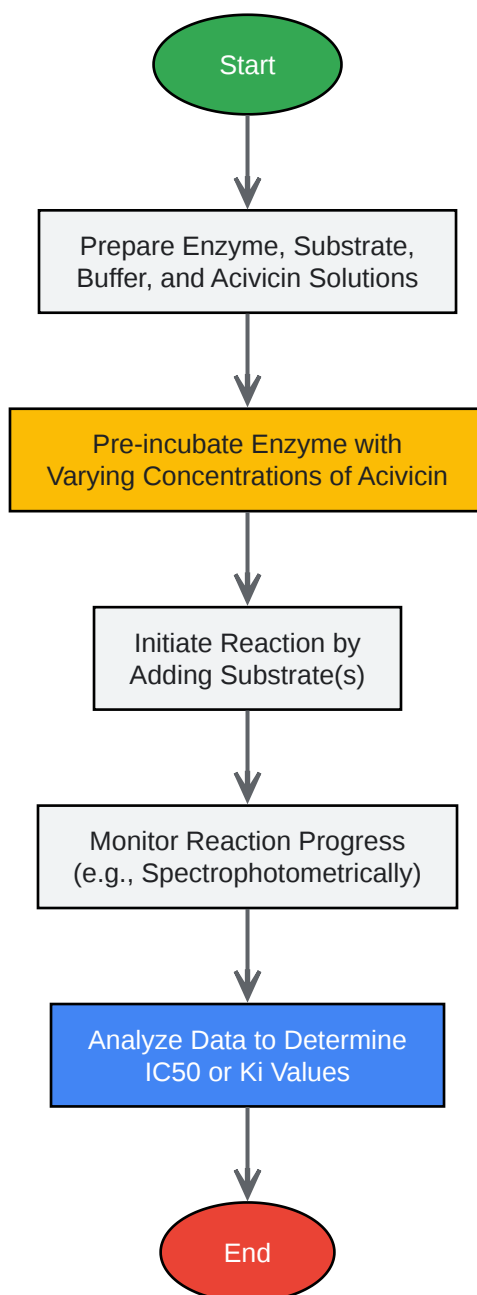 Start
Prepare Enzyme, Substrate,
Buffer, and Acivicin Solutions
Pre-incubate Enzyme with
Varying Concentrations of Acivicin
Initiate Reaction by
Adding Substrate(s)
Monitor Reaction Progress
(e.g., Spectrophotometrically)
Analyze Data to Determine
IC50 or Ki Values
End